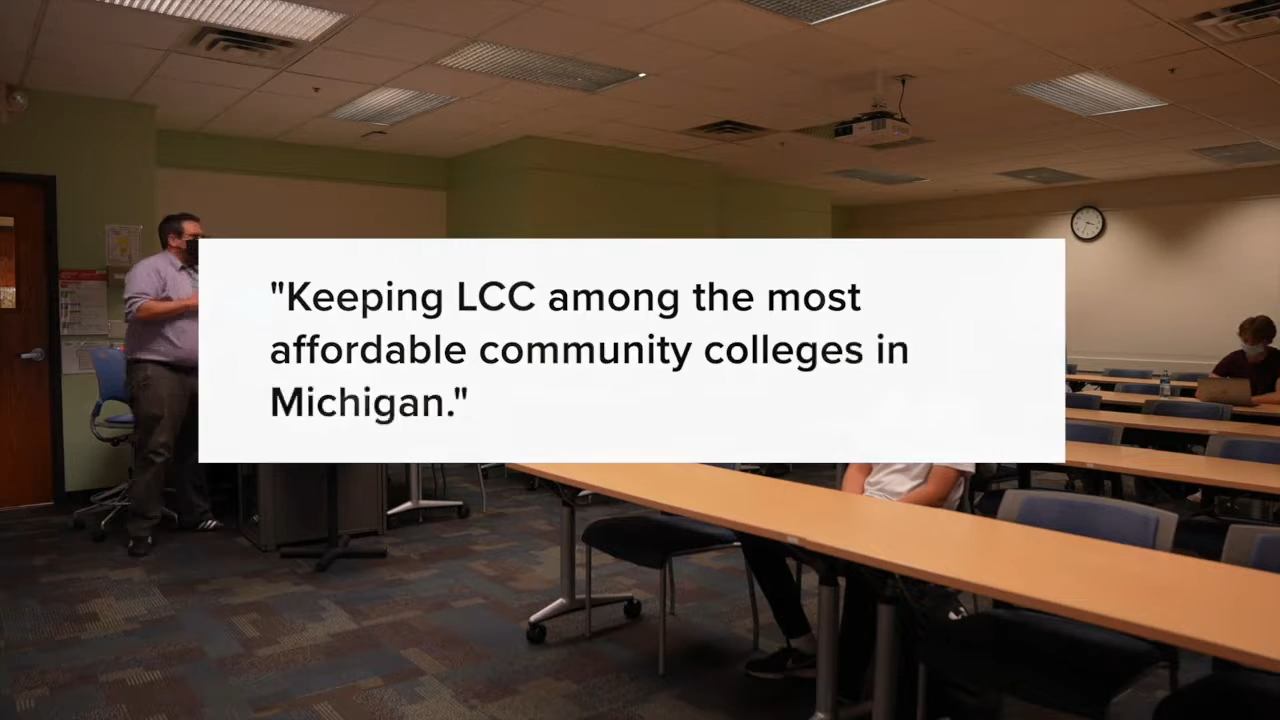 "Keeping LCC among the most
affordable community colleges in
Michigan."